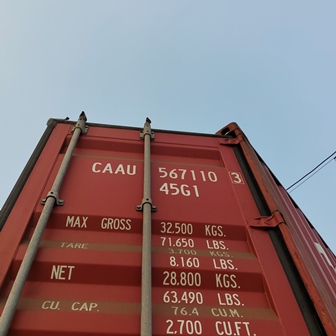 CAAU 567110 3
45G1
MAX GROSS 32.500 KGS.
71.650 LBS.
TARE 3.700 KGS.
8.160 LBS.
NET 28.800 KGS.
63.490 LBS.
CU. CAP. 76.4 CU.M.
2.700 CU.FT.